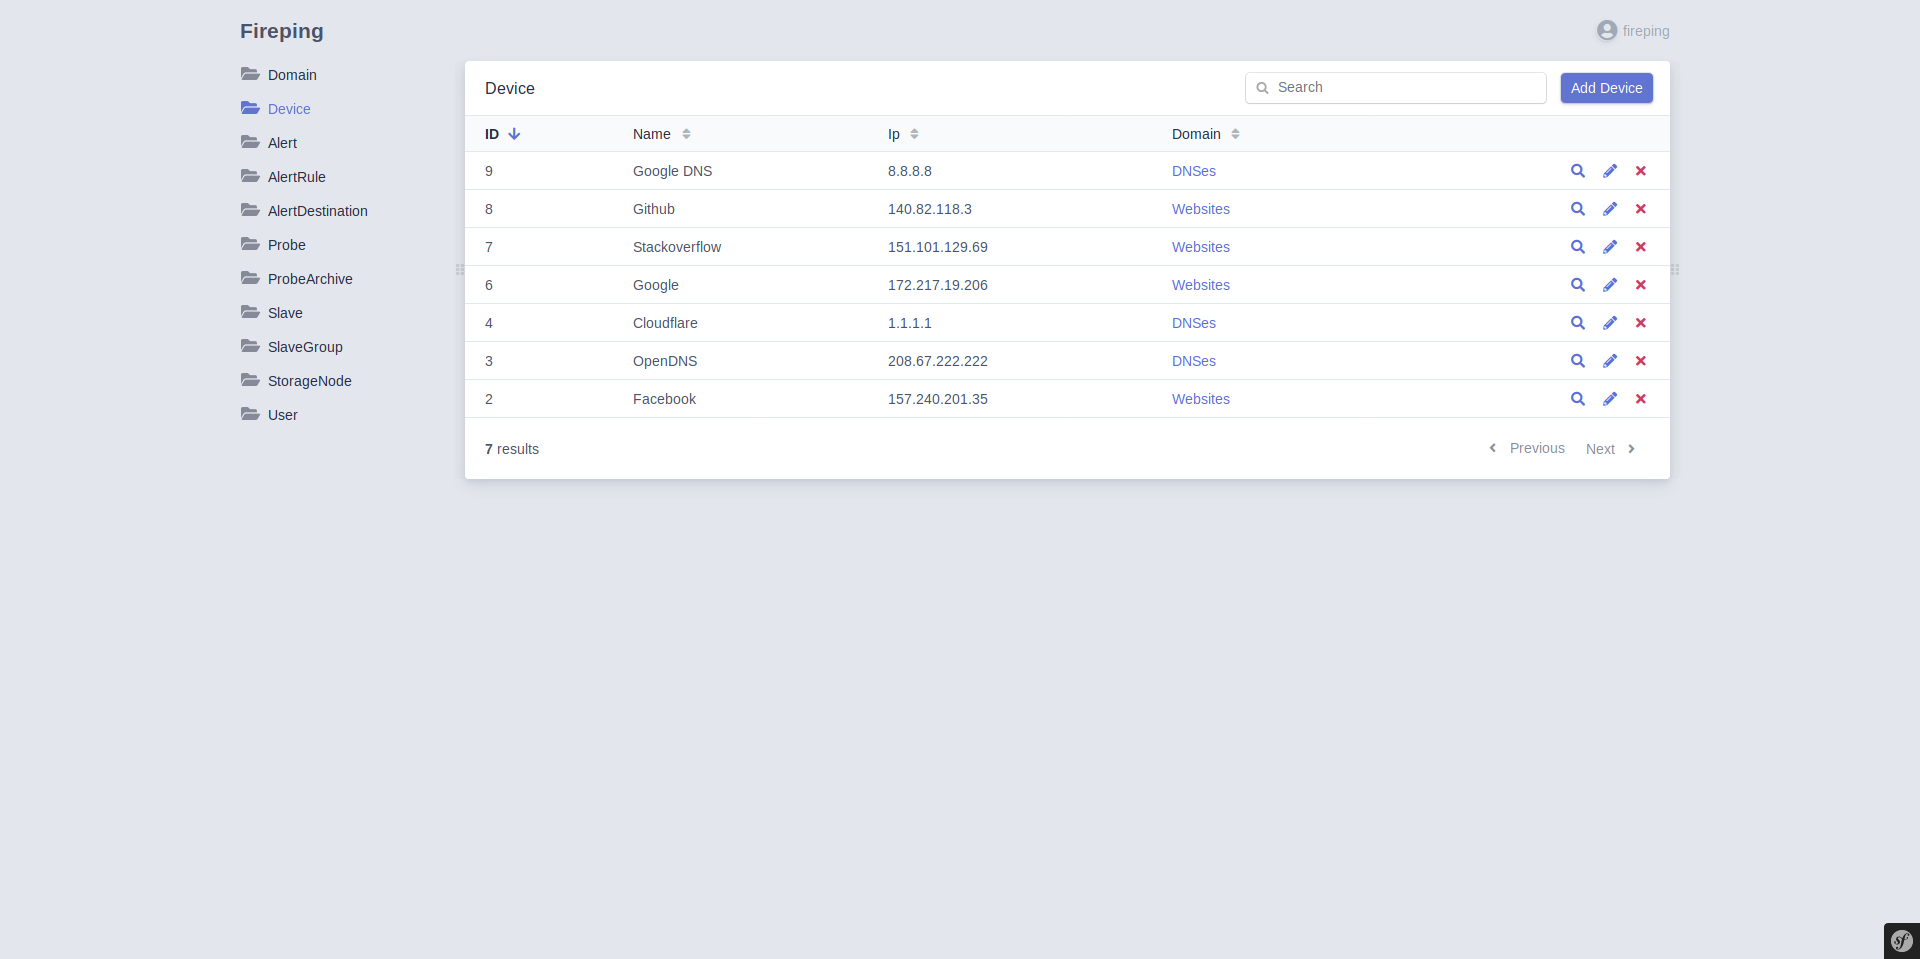 Fireping
fireping
Domain
Device
Alert
AlertRule
AlertDestination
Probe
ProbeArchive
Slave
SlaveGroup
StorageNode
User
Device
Search
Add Device
ID Name Ip Domain
9 Google DNS 8.8.8.8 DNSes
8 Github 140.82.118.3 Websites
7 Stackoverflow 151.101.129.69 Websites
6 Google 172.217.19.206 Websites
4 Cloudflare 1.1.1.1 DNSes
3 OpenDNS 208.67.222.222 DNSes
2 Facebook 157.240.201.35 Websites
7 results
Previous Next
sf